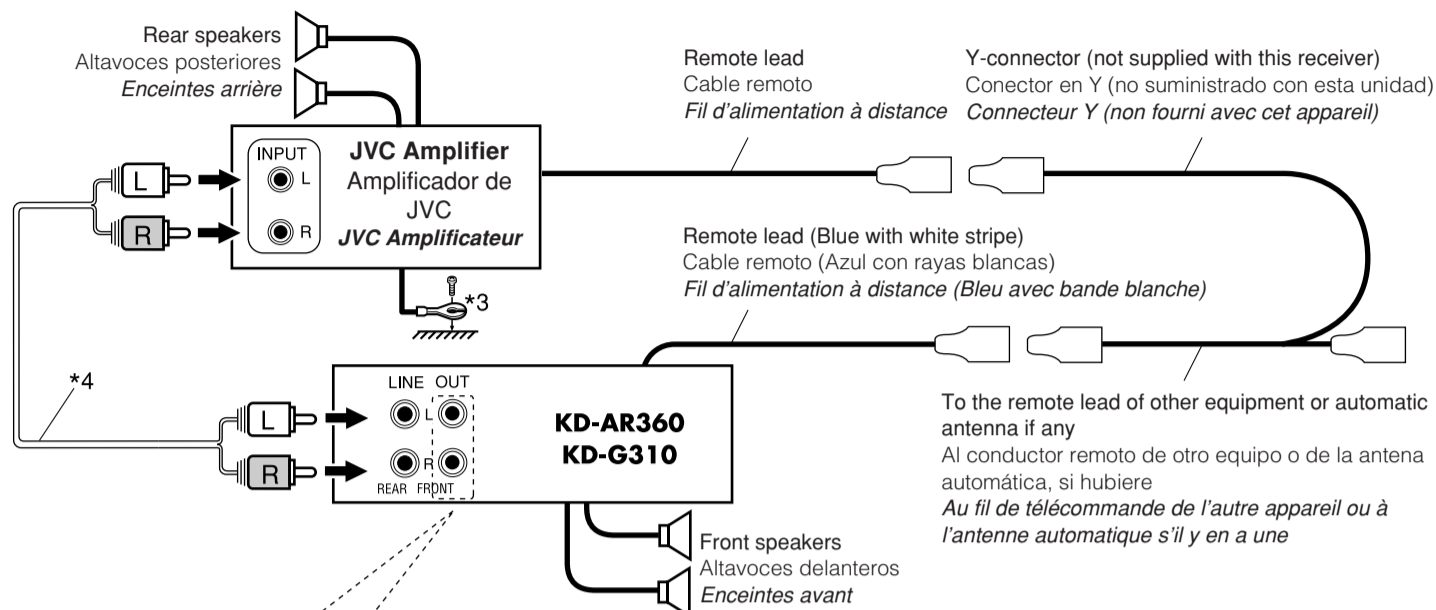 Rear speakers
Altavoces posteriores
Enceintes arrière
Remote lead
Cable remoto
Fil d'alimentation à distance
Y-connector (not supplied with this receiver)
Conector en Y (no suministrado con esta unidad)
Connecteur Y (non fourni avec cet appareil)
INPUT
L
R
JVC Amplifier
Amplificador de
JVC
JVC Amplificateur
L
R
*3
Remote lead (Blue with white stripe)
Cable remoto (Azul con rayas blancas)
Fil d'alimentation à distance (Bleu avec bande blanche)
*4
L
R
LINE OUT
L
R
REAR FRONT
KD-AR360
KD-G310
To the remote lead of other equipment or automatic
antenna if any
Al conductor remoto de otro equipo o de la antena
automática, si hubiere
Au fil de télécommande de l'autre appareil ou à
l'antenne automatique s'il y en a une
Front speakers
Altavoces delanteros
Enceintes avant